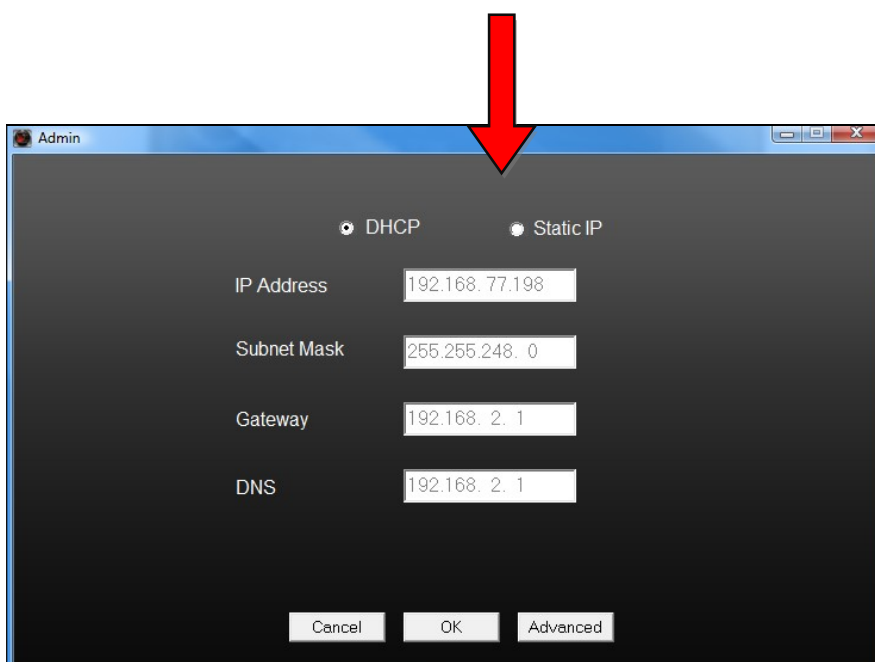 Admin
DHCP Static IP
IP Address 192.168. 77.198
Subnet Mask 255.255.248. 0
Gateway 192.168. 2. 1
DNS 192.168. 2. 1
Cancel OK Advanced